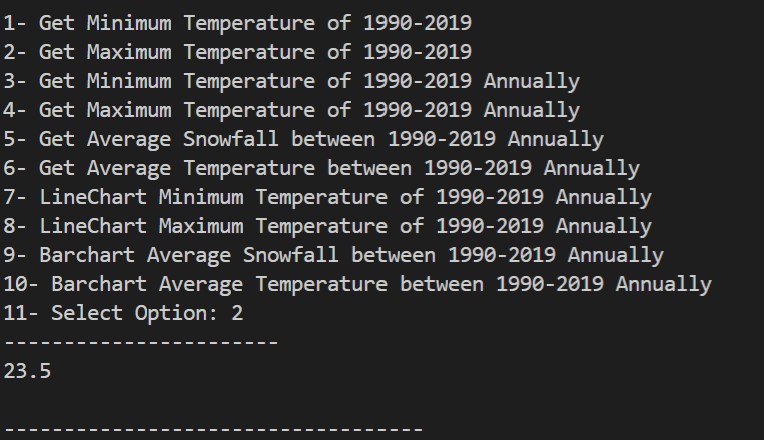 1- Get Minimum Temperature of 1990-2019
2- Get Maximum Temperature of 1990-2019
3- Get Minimum Temperature of 1990-2019 Annually
4- Get Maximum Temperature of 1990-2019 Annually
5- Get Average Snowfall between 1990-2019 Annually
6- Get Average Temperature between 1990-2019 Annually
7- LineChart Minimum Temperature of 1990-2019 Annually
8- LineChart Maximum Temperature of 1990-2019 Annually
9- Barchart Average Snowfall between 1990-2019 Annually
10- Barchart Average Temperature between 1990-2019 Annually
11- Select Option: 2
-----------------------
23.5
-----------------------------------